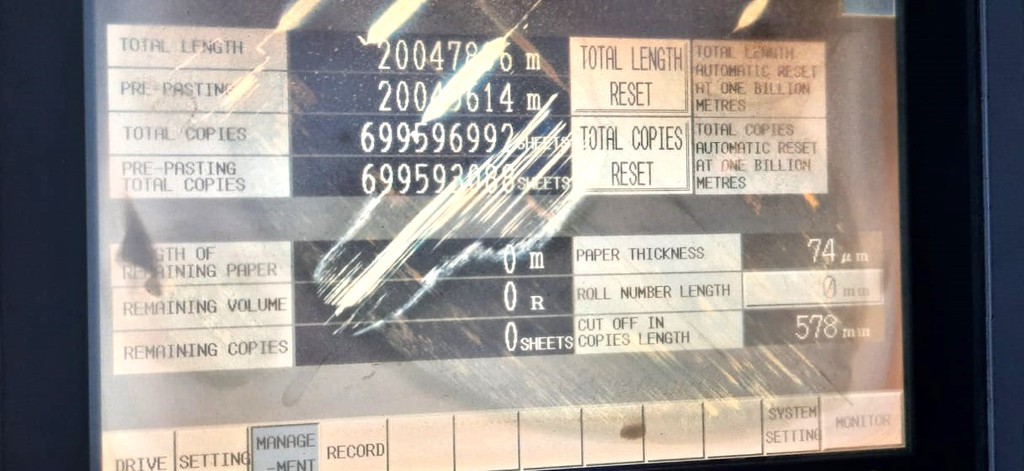 TOTAL LENGTH m TOTAL LENGTH RESET TOTAL LENGTH AUTOMATIC RESET AT ONE BILLION METRES
PRE-PASTING m
TOTAL COPIES 699596992 SHEETS TOTAL COPIES RESET TOTAL COPIES AUTOMATIC RESET AT ONE BILLION METRES
PRE-PASTING TOTAL COPIES SHEETS
OF REMAINING PAPER 0 m PAPER THICKNESS 74 μm
REMAINING VOLUME 0 R ROLL NUMBER LENGTH 0 mm
REMAINING COPIES 0 SHEETS CUT OFF IN COPIES LENGTH 578 mm
DRIVE SETTING MANAGE-MENT RECORD SYSTEM SETTING MONITOR